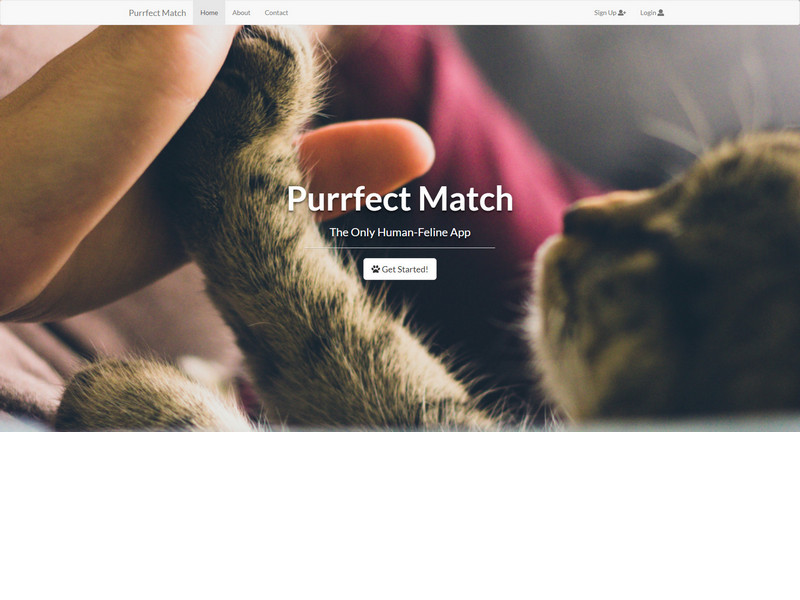 Purrfect Match Home About Contact Sign Up Login
Purrfect Match
The Only Human-Feline App
Get Started!